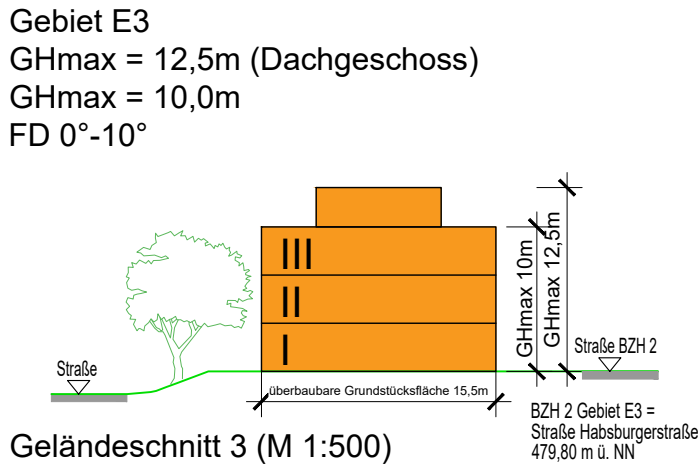 Gebiet E3
GHmax = 12,5m (Dachgeschoss)
GHmax = 10,0m
FD 0°-10°
III
II
I
GHmax 10m
GHmax 12,5m
Straße
Straße BZH 2
überbaubare Grundstücksfläche 15,5m
BZH 2 Gebiet E3 =
Straße Habsburgerstraße
479,80 m ü. NN
Geländeschnitt 3 (M 1:500)